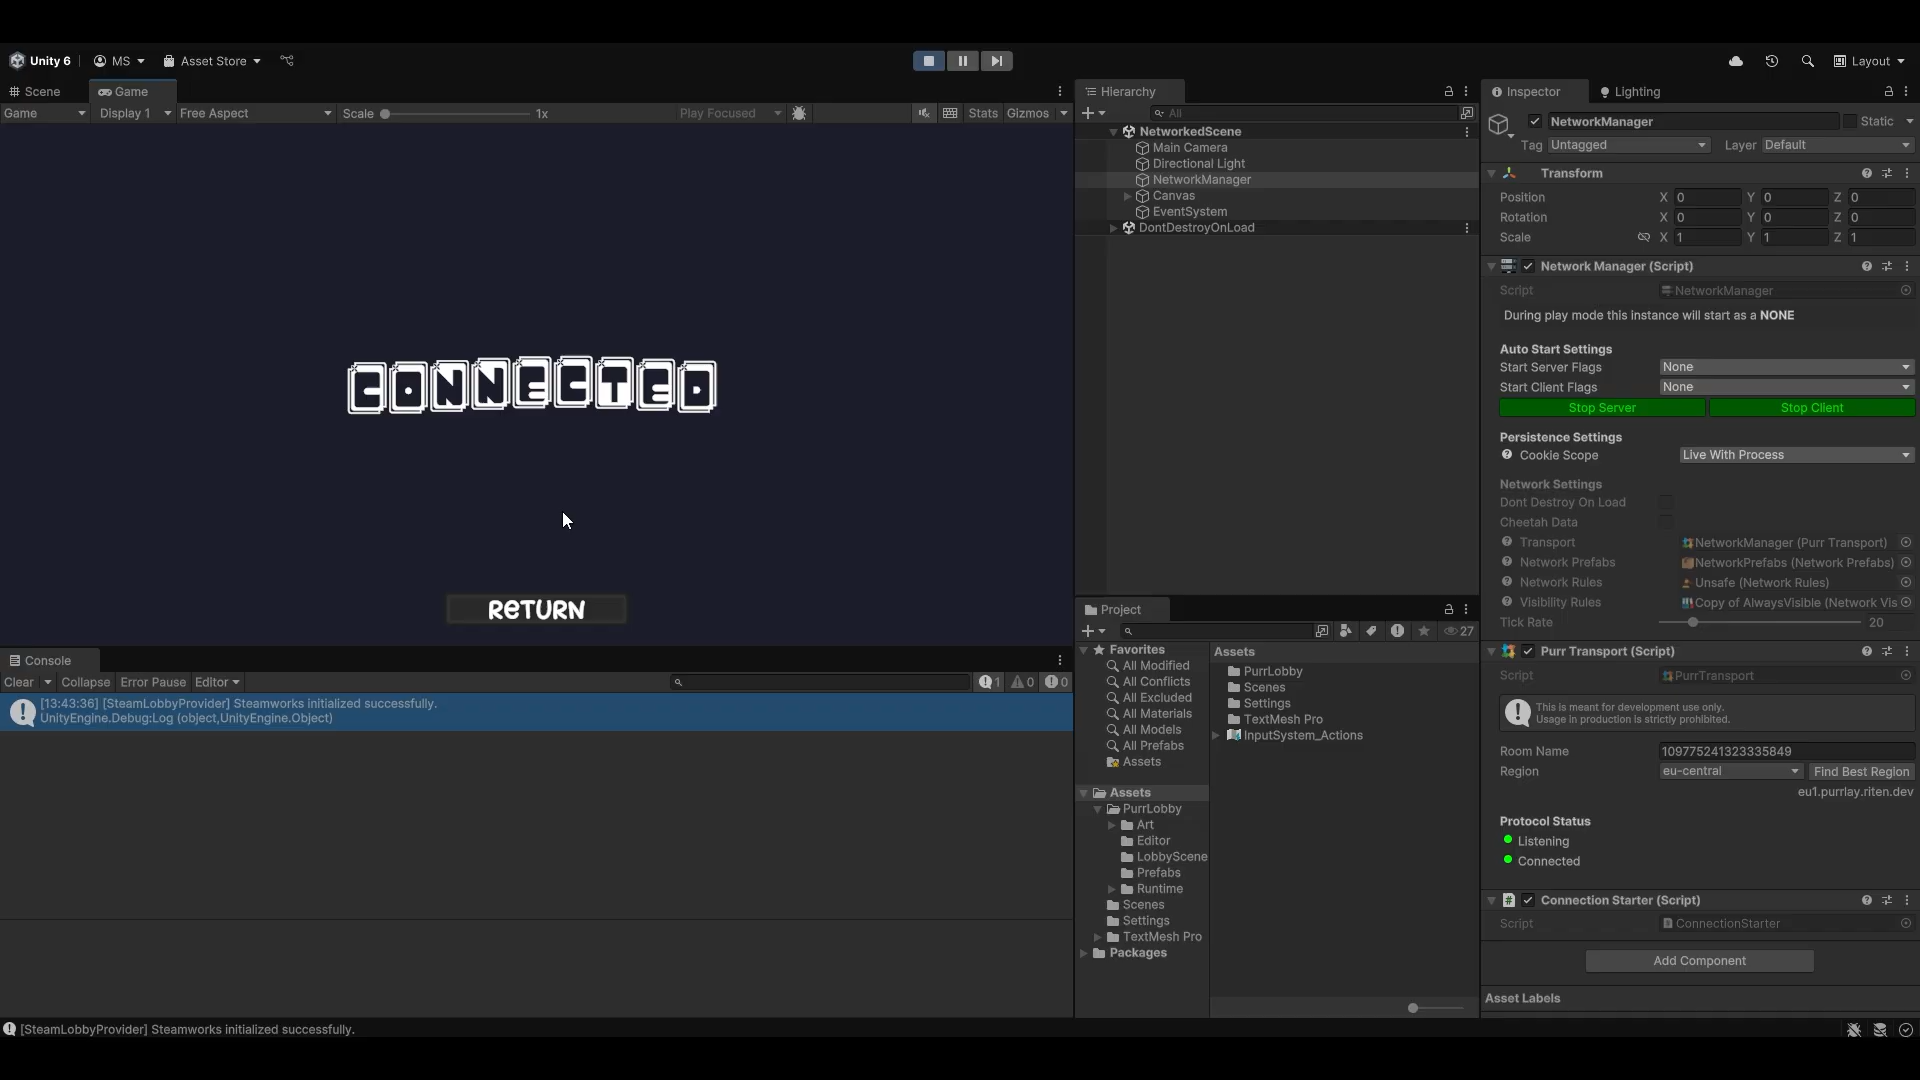 Unity 6
MS
Asset Store
Layout
Scene
Game
Game
Display 1
Free Aspect
Scale
1x
Play Focused
Stats
Gizmos
CONNECTED
RETURN
Console
Clear
Collapse
Error Pause
Editor
1
0
0
[13:43:36] [SteamLobbyProvider] Steamworks initialized successfully.
UnityEngine.Debug:Log (object,UnityEngine.Object)
Hierarchy
All
NetworkedScene
Main Camera
Directional Light
NetworkManager
Canvas
EventSystem
DontDestroyOnLoad
Project
27
Favorites
All Modified
All Conflicts
All Excluded
All Materials
All Models
All Prefabs
Assets
Assets
PurrLobby
Art
Editor
LobbyScene
Prefabs
Runtime
Scenes
Settings
TextMesh Pro
Packages
Assets
PurrLobby
Scenes
Settings
TextMesh Pro
InputSystem_Actions
Inspector
Lighting
NetworkManager
Static
Tag Untagged
Layer Default
Transform
Position X 0 Y 0 Z 0
Rotation X 0 Y 0 Z 0
Scale X 1 Y 1 Z 1
Network Manager (Script)
Script NetworkManager
During play mode this instance will start as a NONE
Auto Start Settings
Start Server Flags None
Start Client Flags None
Stop Server
Stop Client
Persistence Settings
Cookie Scope Live With Process
Network Settings
Dont Destroy On Load
Cheetah Data
Transport NetworkManager (Purr Transport)
Network Prefabs NetworkPrefabs (Network Prefabs)
Network Rules Unsafe (Network Rules)
Visibility Rules Copy of AlwaysVisible (Network Vis
Tick Rate 20
Purr Transport (Script)
Script PurrTransport
This is meant for development use only.
Usage in production is strictly prohibited.
Room Name 109775241323335849
Region eu-central Find Best Region
eu1.purrlay.riten.dev
Protocol Status
Listening
Connected
Connection Starter (Script)
Script ConnectionStarter
Add Component
Asset Labels
[SteamLobbyProvider] Steamworks initialized successfully.